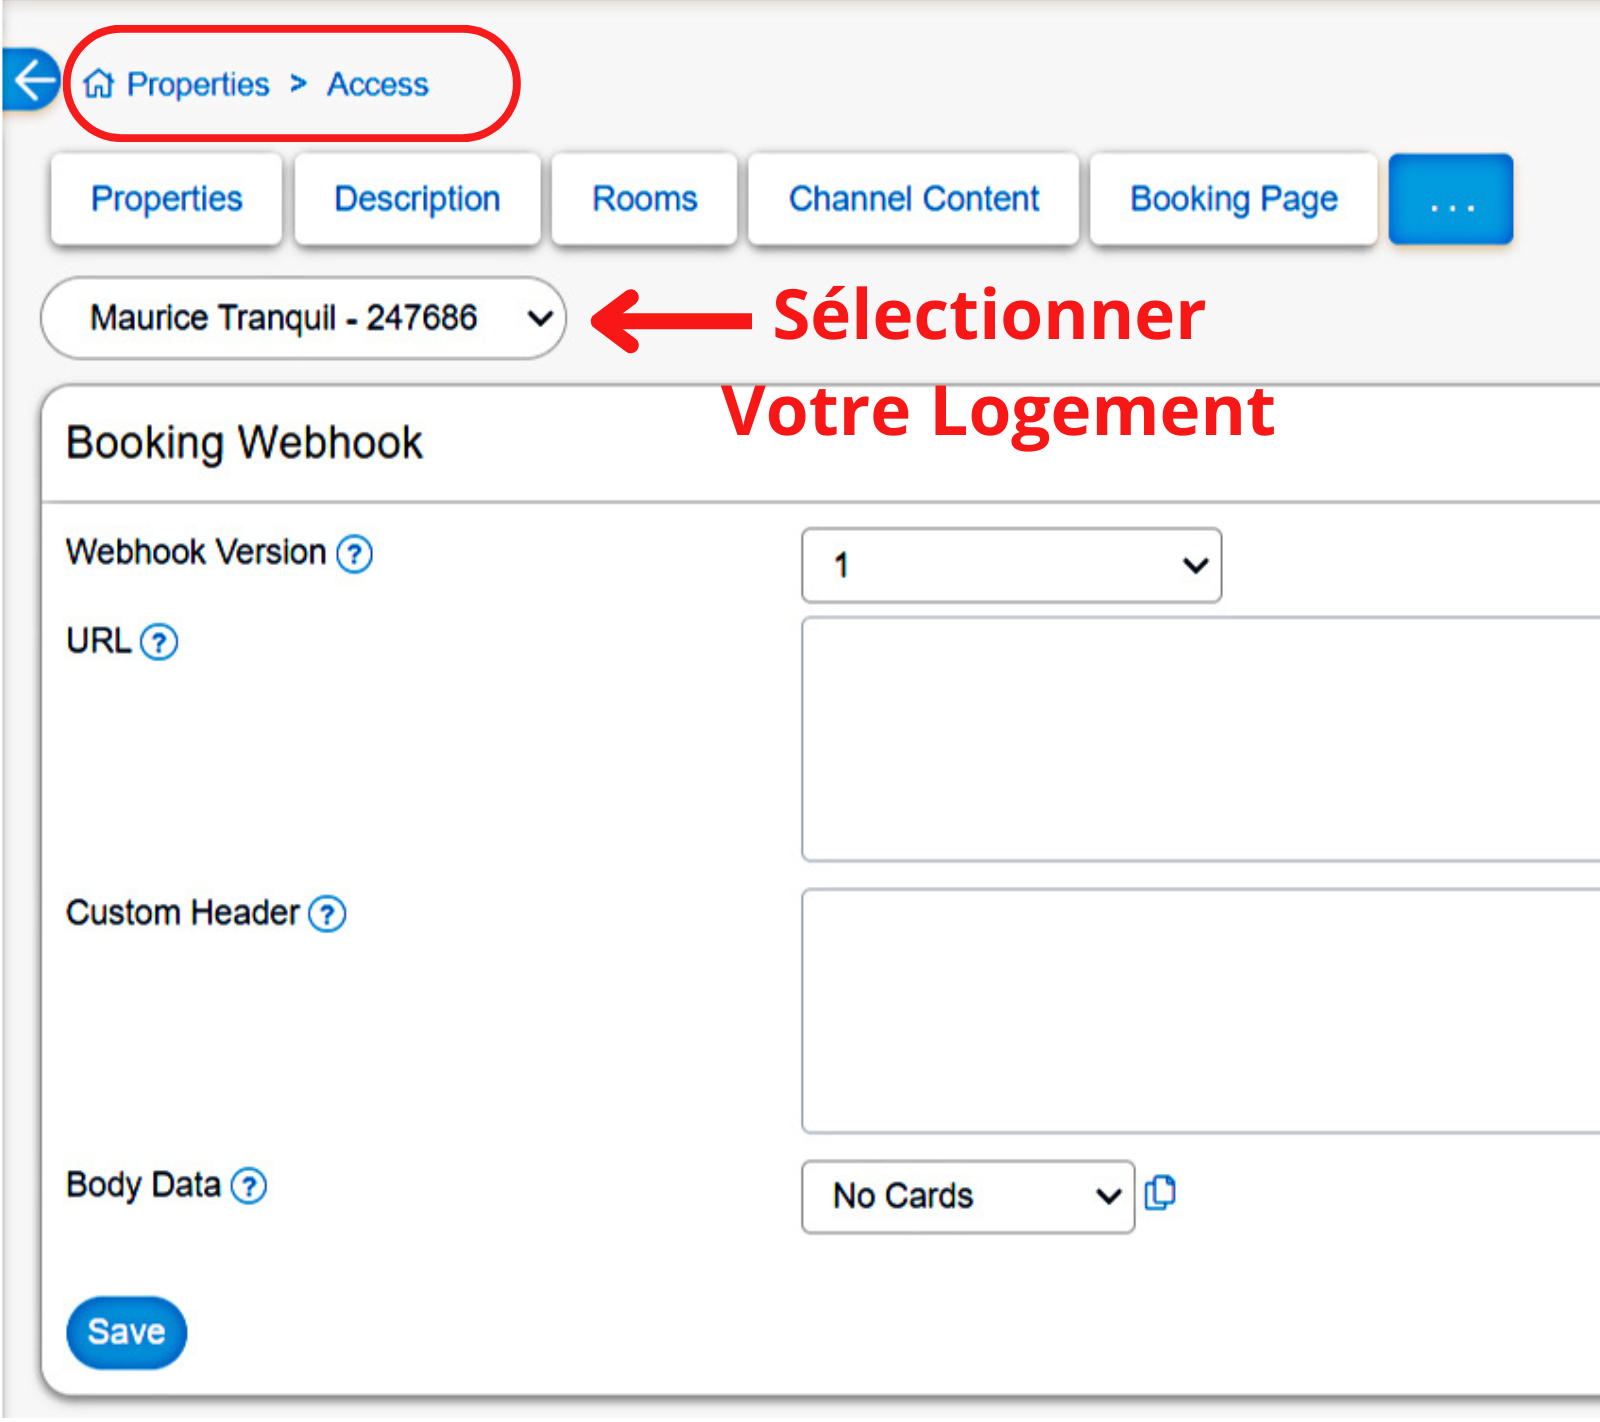 Properties > Access
Properties Description Rooms Channel Content Booking Page ...
Maurice Tranquil - 247686
Sélectionner
Votre Logement
Booking Webhook
Webhook Version ?
1
URL ?
Custom Header ?
Body Data ?
No Cards
Save